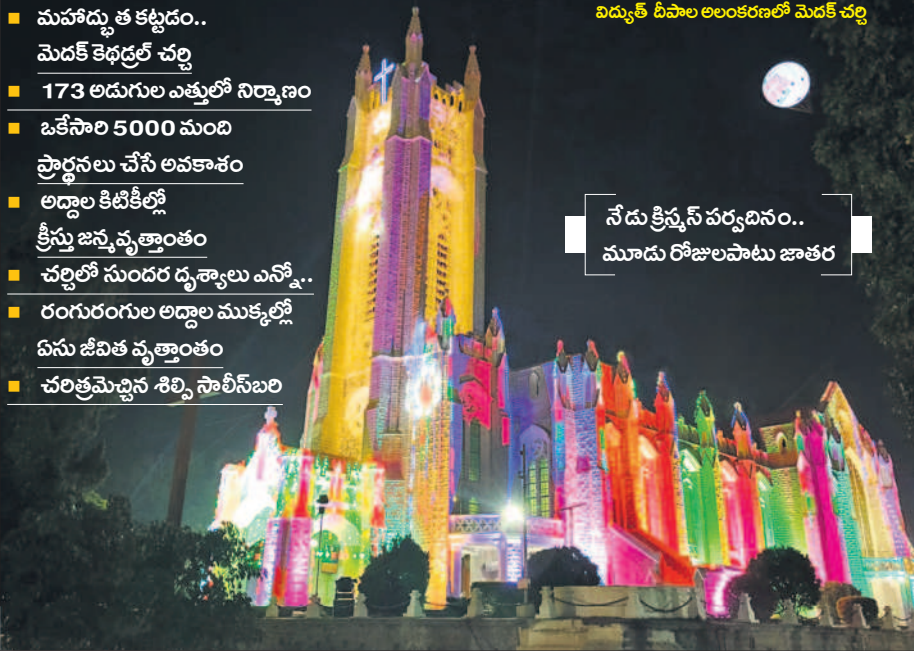 విద్యుత్ దీపాల అలంకరణలో మెదక్ చర్చి
■ మహాద్భుత కట్టడం..
మెదక్ కెథడ్రల్ చర్చి
■ 173 అడుగుల ఎత్తులో నిర్మాణం
■ ఒకేసారి 5000 మంది
ప్రార్థనలు చేసే అవకాశం
■ అద్దాల కిటికీల్లో
క్రీస్తు జన్మవృత్తాంతం
■ చర్చిలో సుందర దృశ్యాలు ఎన్నో..
■ రంగురంగుల అద్దాల ముక్కల్లో
ఏసు జీవిత వృత్తాంతం
■ చరిత్రమెచ్చిన శిల్పి సాలీస్‌బరి
నేడు క్రిస్మస్ పర్వదినం..
మూడు రోజులపాటు జాతర